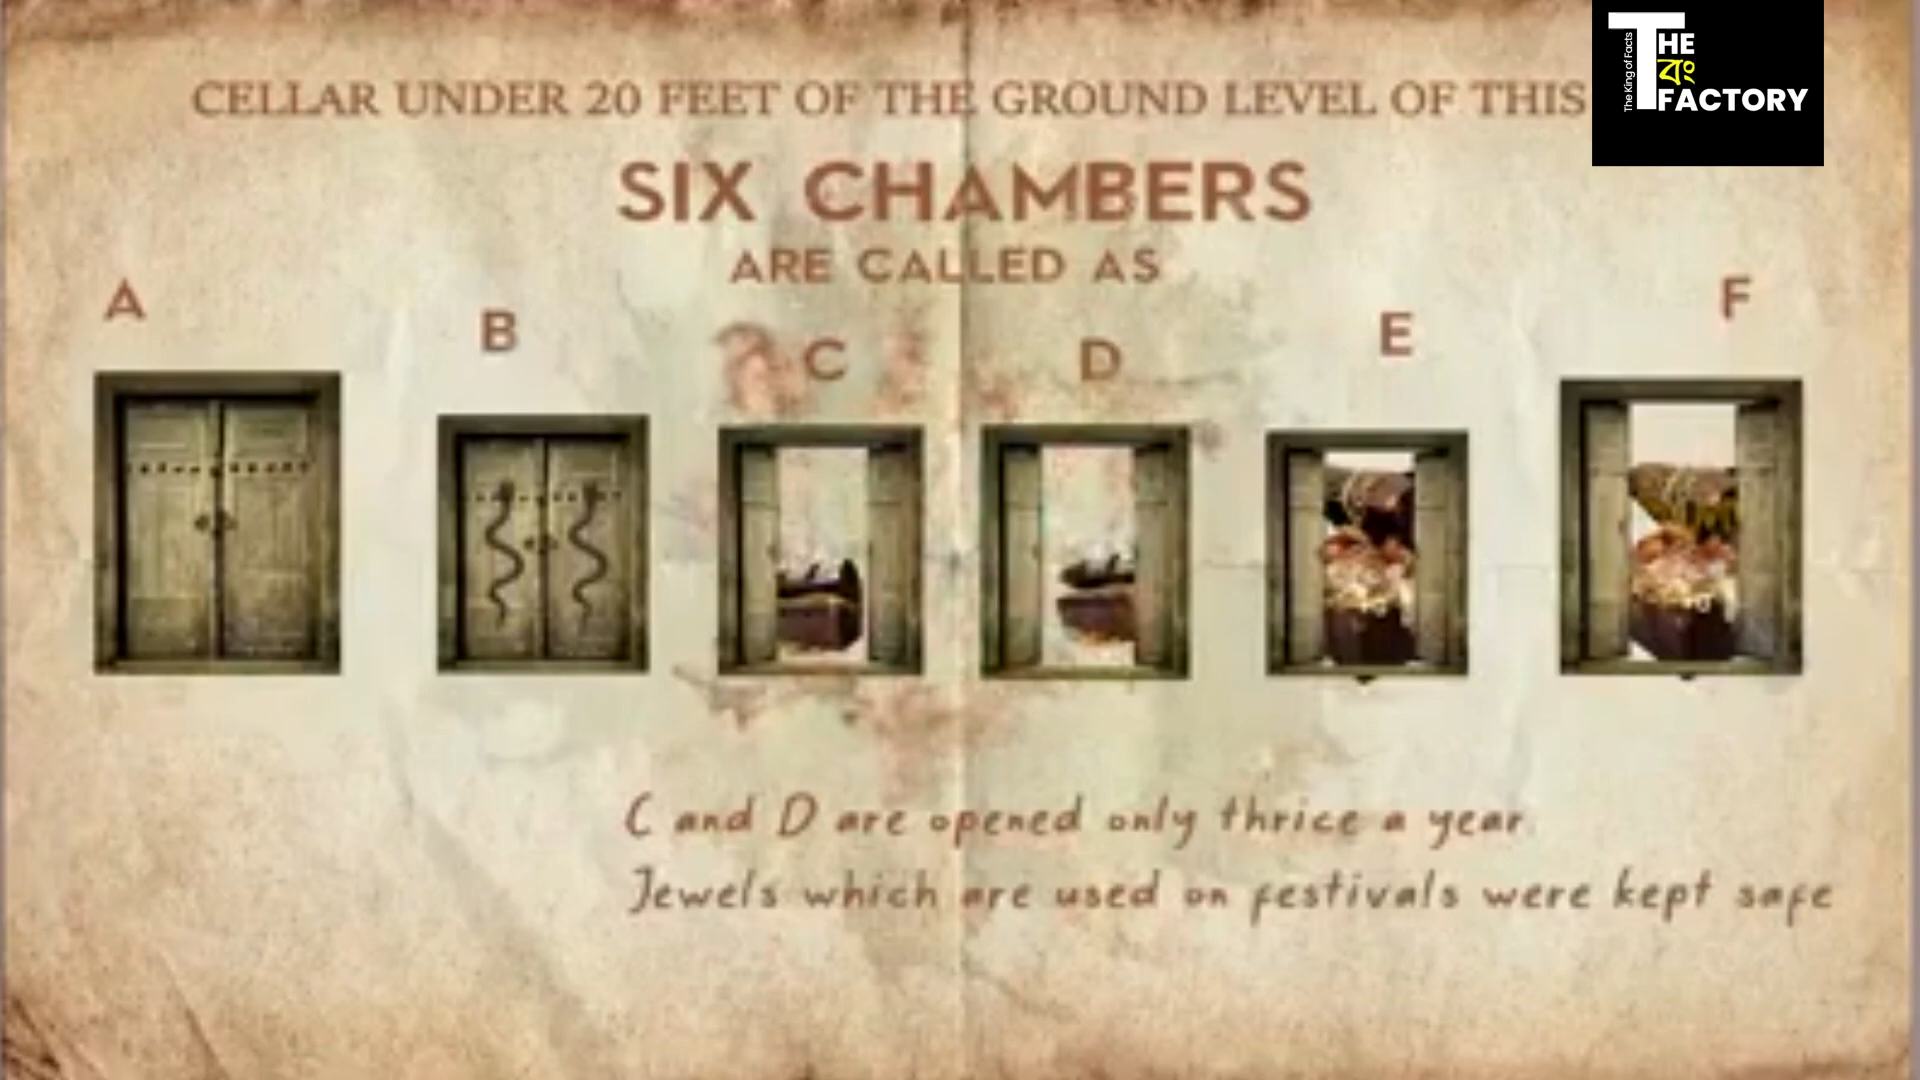 CELLAR UNDER 20 FEET OF THE GROUND LEVEL OF THIS
The King of Facts
THE
বং
FACTORY
SIX CHAMBERS
ARE CALLED AS
A
B
C
D
E
F
C and D are opened only thrice a year
Jewels which are used on festivals were kept safe